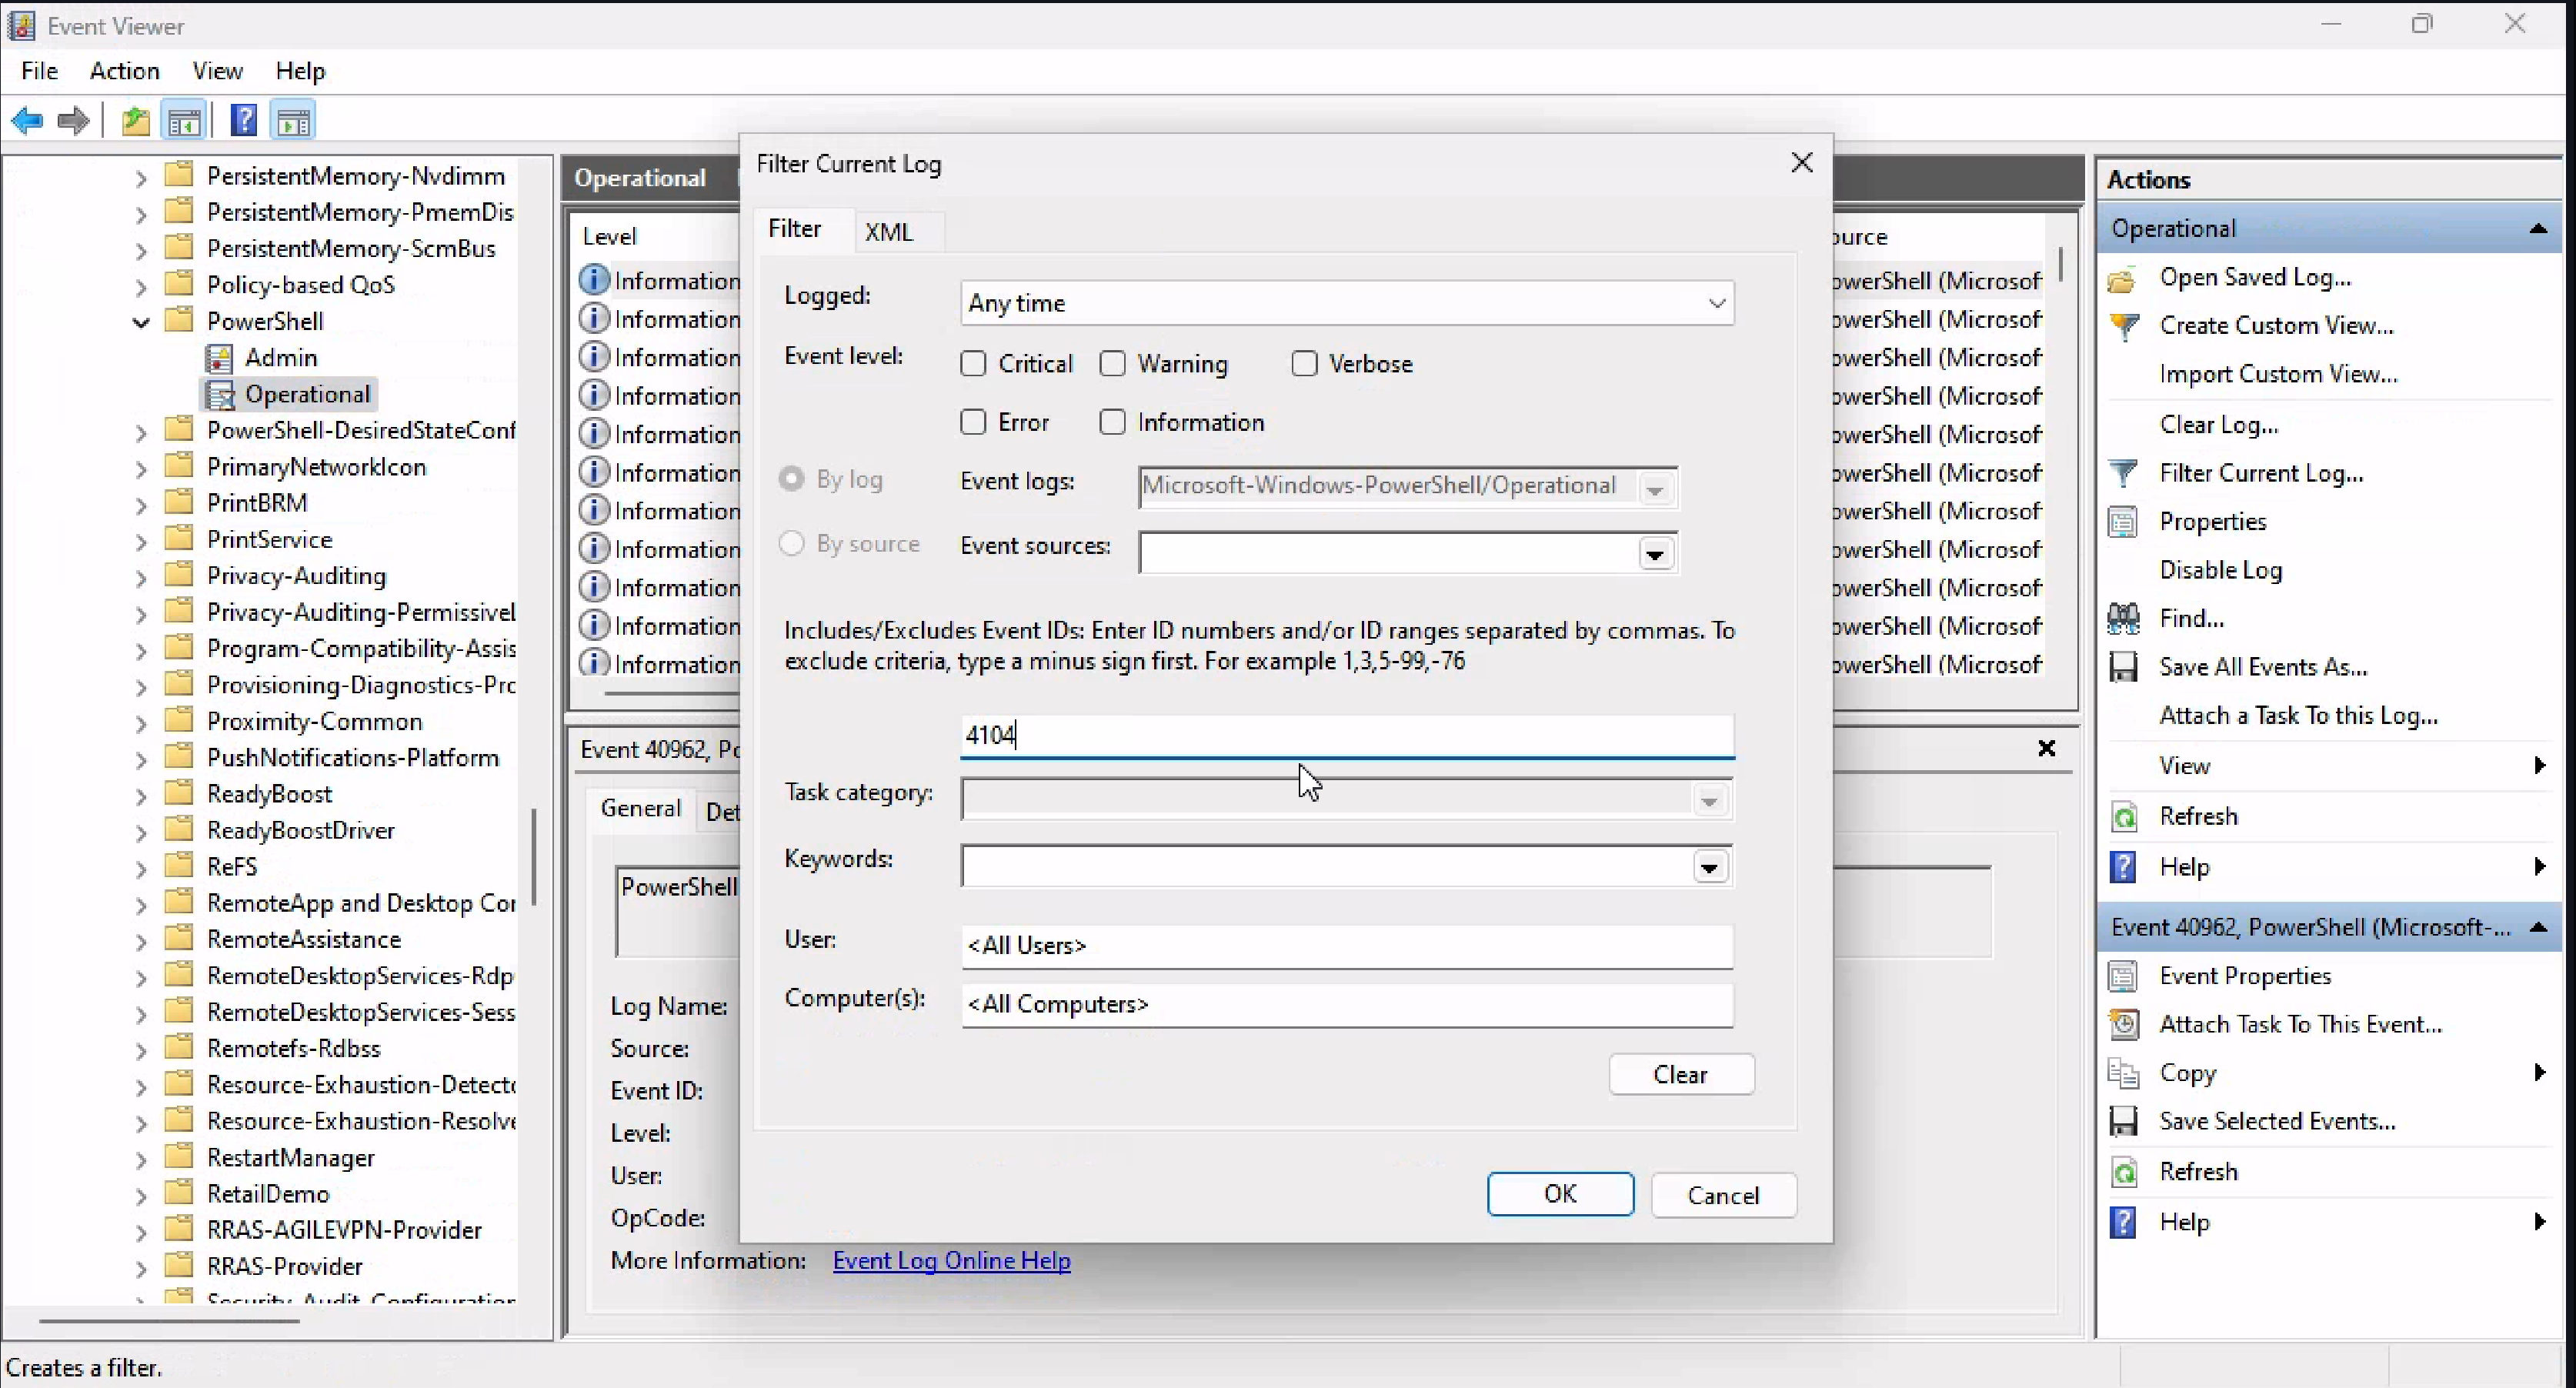 Event Viewer
File Action View Help
PersistentMemory-Nvdimm
PersistentMemory-PmemDis
PersistentMemory-ScmBus
Policy-based QoS
PowerShell
Admin
Operational
PowerShell-DesiredStateConf
PrimaryNetworkIcon
PrintBRM
PrintService
Privacy-Auditing
Privacy-Auditing-PermissiveL
Program-Compatibility-Assis
Provisioning-Diagnostics-Prc
Proximity-Common
PushNotifications-Platform
ReadyBoost
ReadyBoostDriver
ReFS
RemoteApp and Desktop Cor
RemoteAssistance
RemoteDesktopServices-Rdp
RemoteDesktopServices-Sess
Remotefs-Rdbss
Resource-Exhaustion-Detect
Resource-Exhaustion-Resolve
RestartManager
RetailDemo
RRAS-AGILEVPN-Provider
RRAS-Provider
Security-Audit-Configuration
Operational
Level
Information
Information
Information
Information
Information
Information
Information
Information
Information
Information
Information
ource
owerShell (Microsof
owerShell (Microsof
owerShell (Microsof
owerShell (Microsof
owerShell (Microsof
owerShell (Microsof
owerShell (Microsof
owerShell (Microsof
owerShell (Microsof
owerShell (Microsof
owerShell (Microsof
Event 40962, Po
General Det
PowerShell
Log Name:
Source:
Event ID:
Level:
User:
OpCode:
More Information: Event Log Online Help
Filter Current Log
Filter XML
Logged: Any time
Event level: Critical Warning Verbose
Error Information
By log Event logs: Microsoft-Windows-PowerShell/Operational
By source Event sources:
Includes/Excludes Event IDs: Enter ID numbers and/or ID ranges separated by commas. To
exclude criteria, type a minus sign first. For example 1,3,5-99,-76
4104
Task category:
Keywords:
User: <All Users>
Computer(s): <All Computers>
Clear
OK Cancel
Actions
Operational
Open Saved Log...
Create Custom View...
Import Custom View...
Clear Log...
Filter Current Log...
Properties
Disable Log
Find...
Save All Events As...
Attach a Task To this Log...
View
Refresh
Help
Event 40962, PowerShell (Microsoft-...
Event Properties
Attach Task To This Event...
Copy
Save Selected Events...
Refresh
Help
Creates a filter.